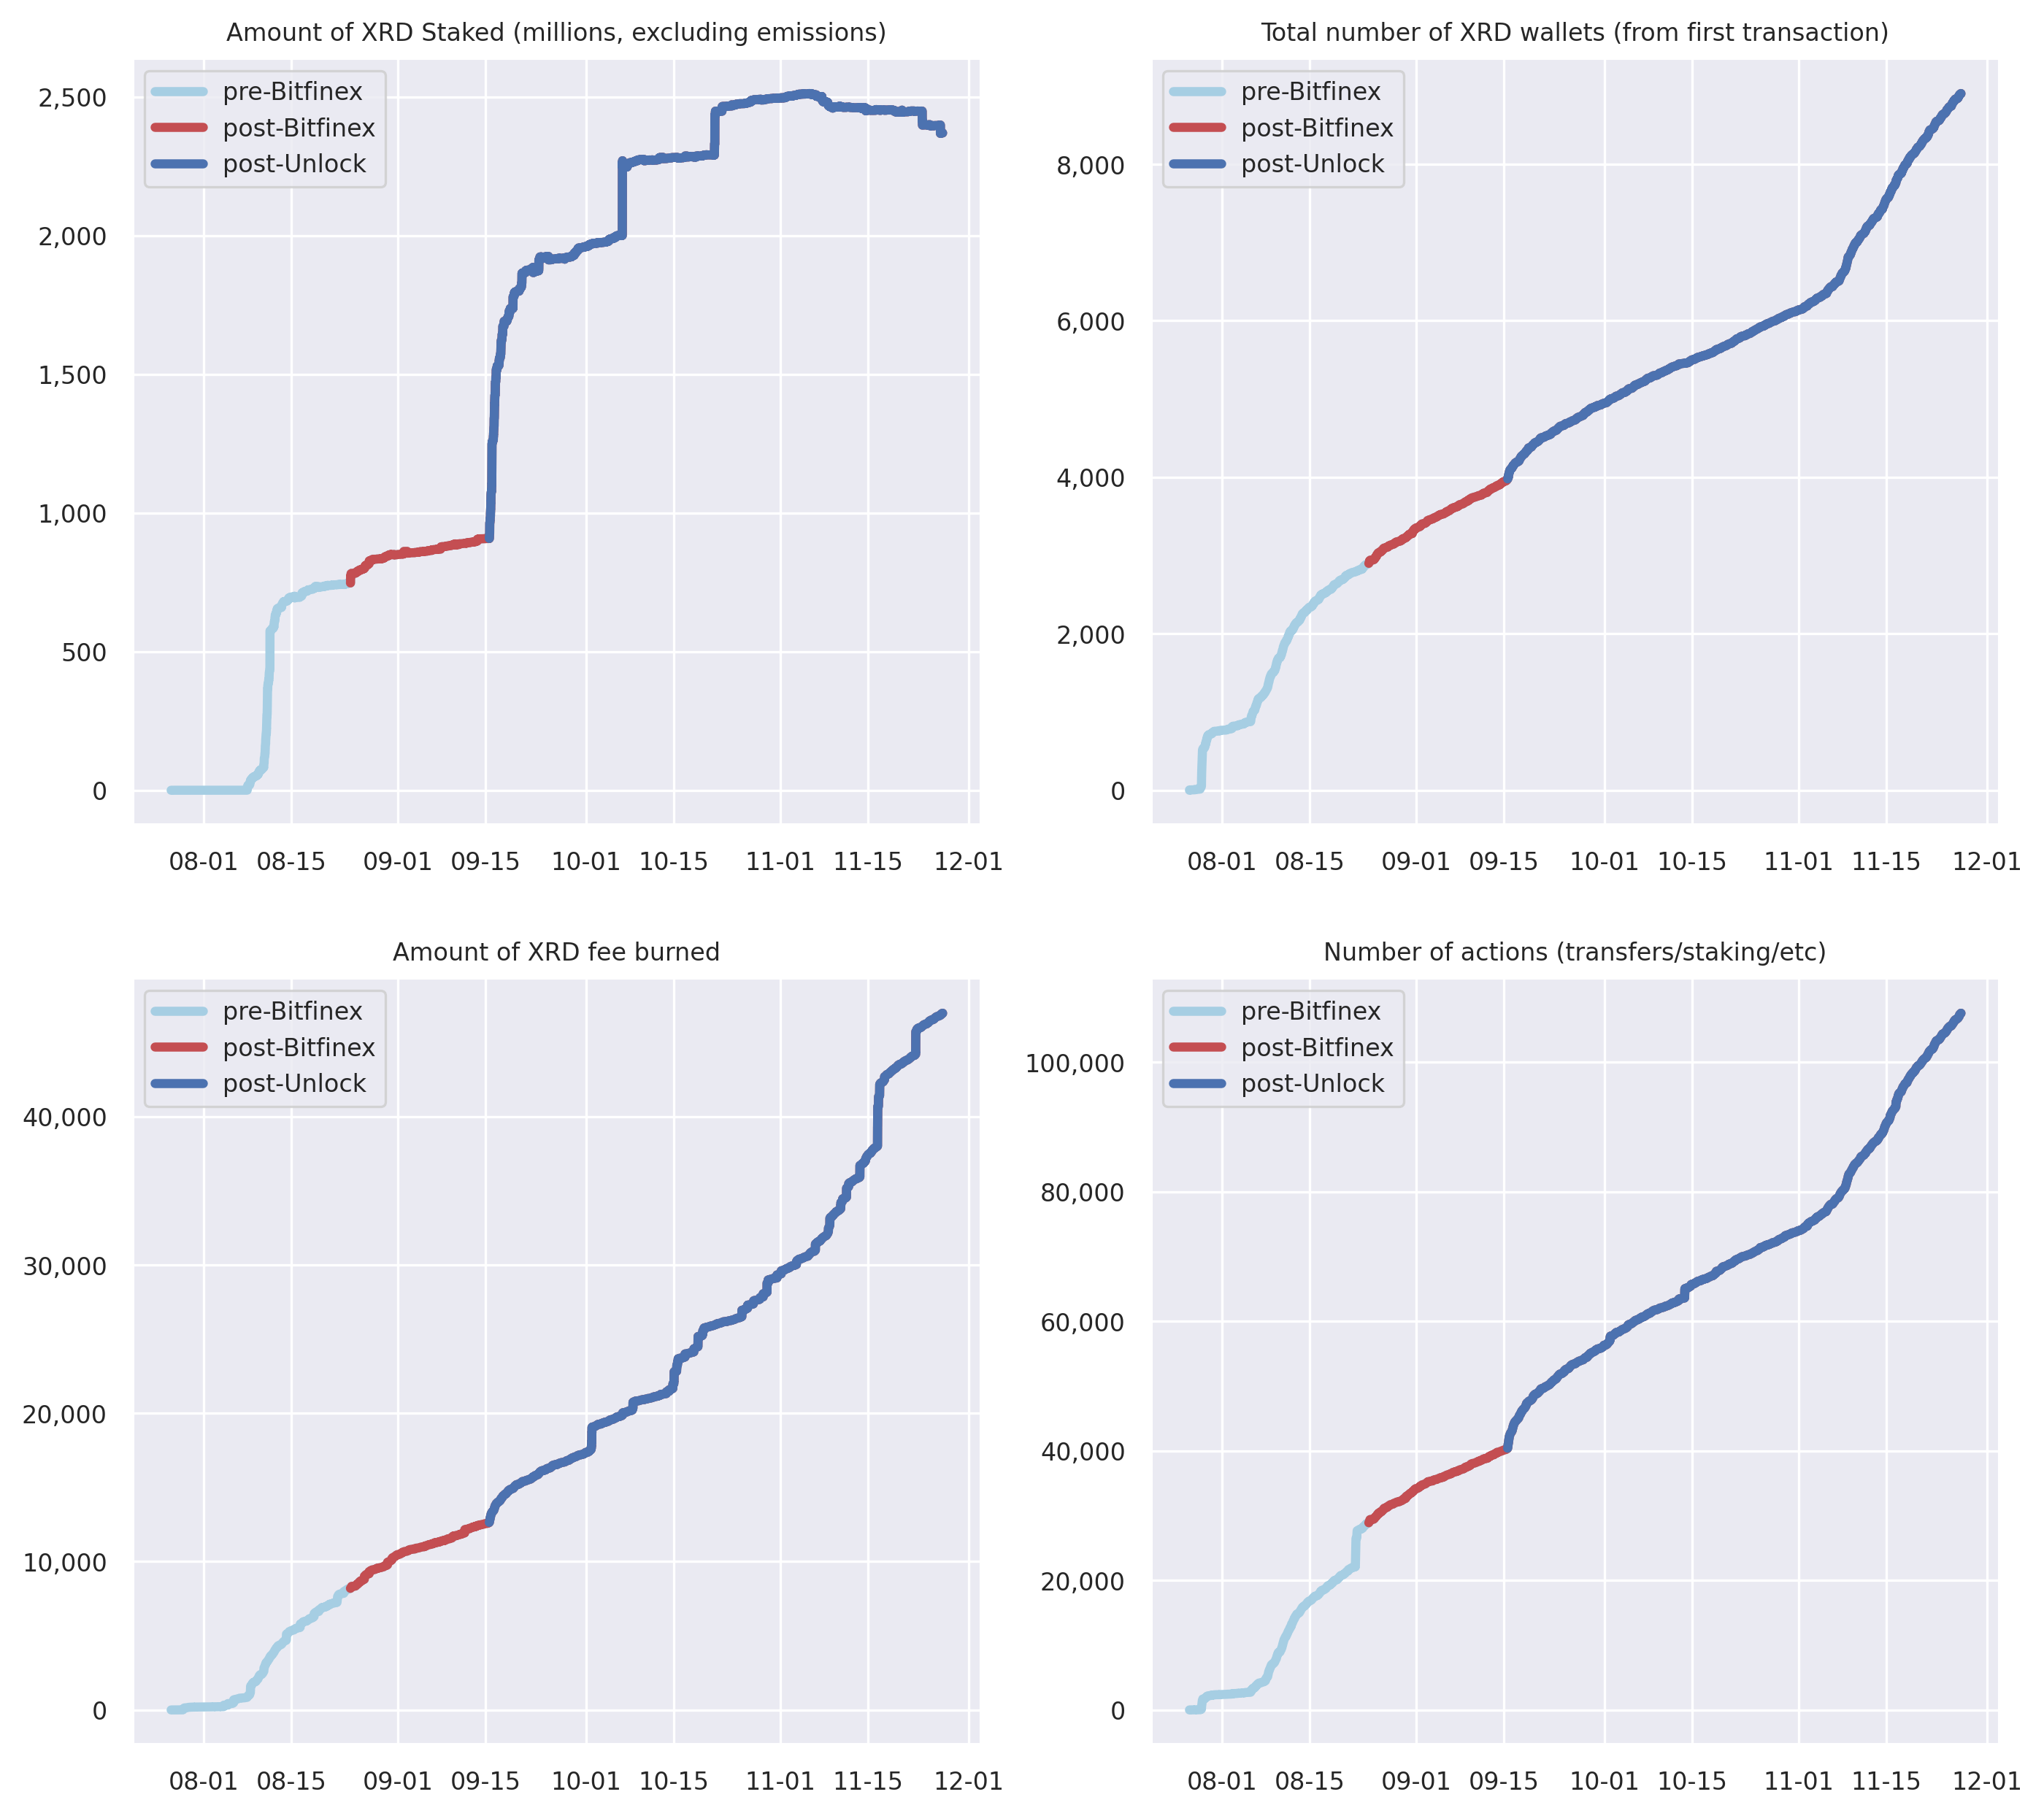 Amount of XRD Staked (millions, excluding emissions)
pre-Bitfinex
post-Bitfinex
post-Unlock
2,500
2,000
1,500
1,000
500
0
08-01 08-15 09-01 09-15 10-01 10-15 11-01 11-15 12-01
Total number of XRD wallets (from first transaction)
pre-Bitfinex
post-Bitfinex
post-Unlock
8,000
6,000
4,000
2,000
0
08-01 08-15 09-01 09-15 10-01 10-15 11-01 11-15 12-01
Amount of XRD fee burned
pre-Bitfinex
post-Bitfinex
post-Unlock
40,000
30,000
20,000
10,000
0
08-01 08-15 09-01 09-15 10-01 10-15 11-01 11-15 12-01
Number of actions (transfers/staking/etc)
pre-Bitfinex
post-Bitfinex
post-Unlock
100,000
80,000
60,000
40,000
20,000
0
08-01 08-15 09-01 09-15 10-01 10-15 11-01 11-15 12-01